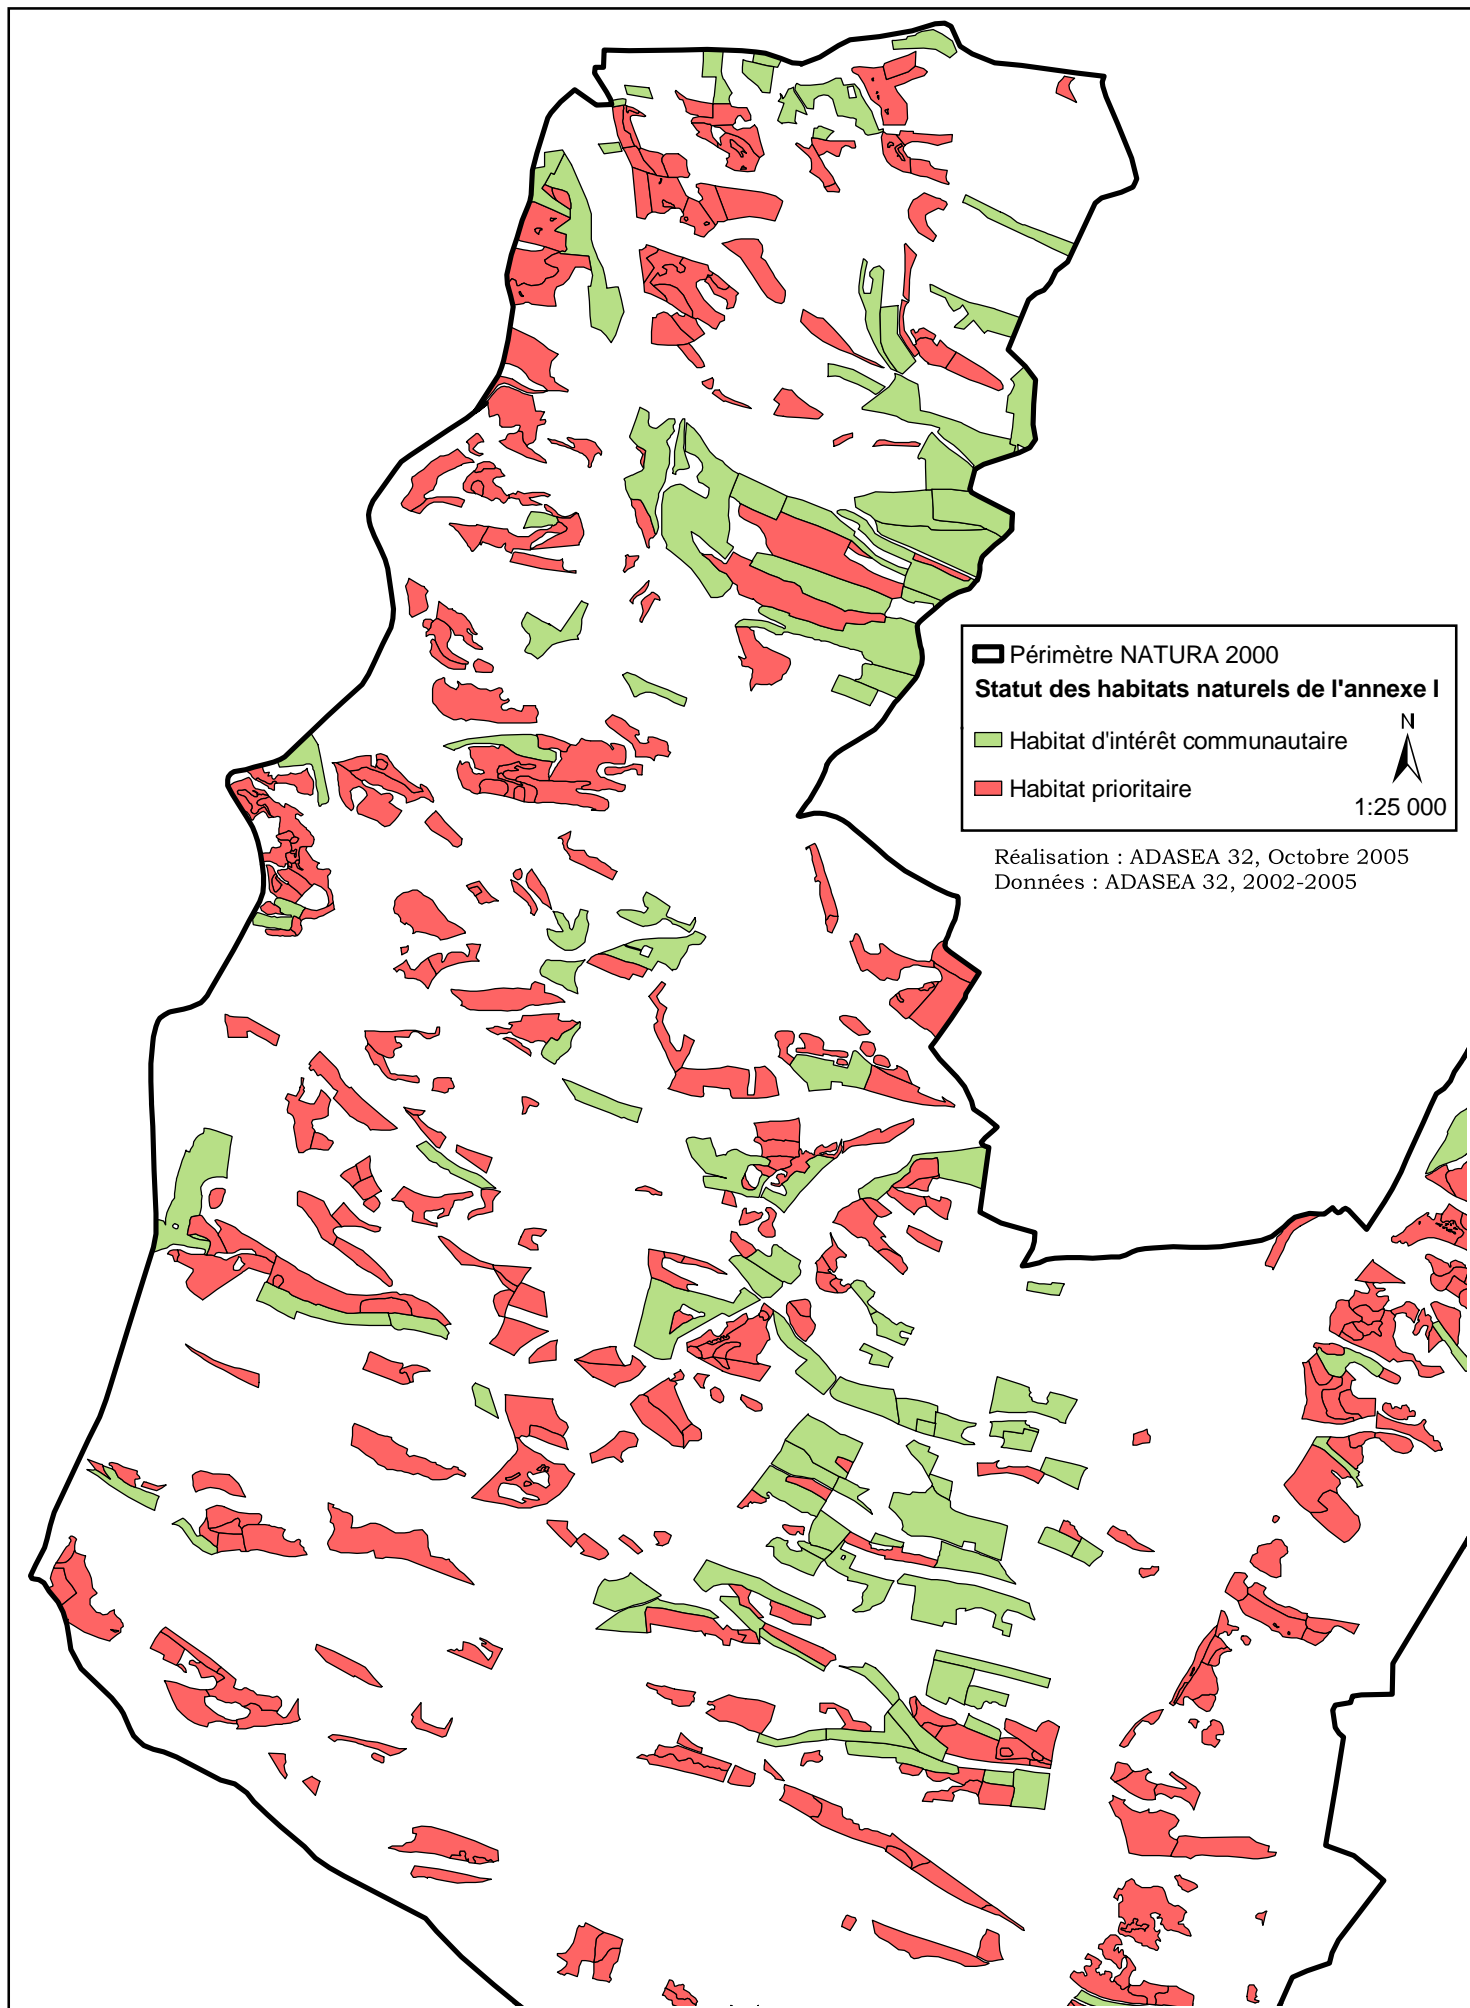 Périmètre NATURA 2000
Statut des habitats naturels de l'annexe I
N
Habitat d'intérêt communautaire
Habitat prioritaire
1:25 000
Réalisation : ADASEA 32, Octobre 2005
Données : ADASEA 32, 2002-2005